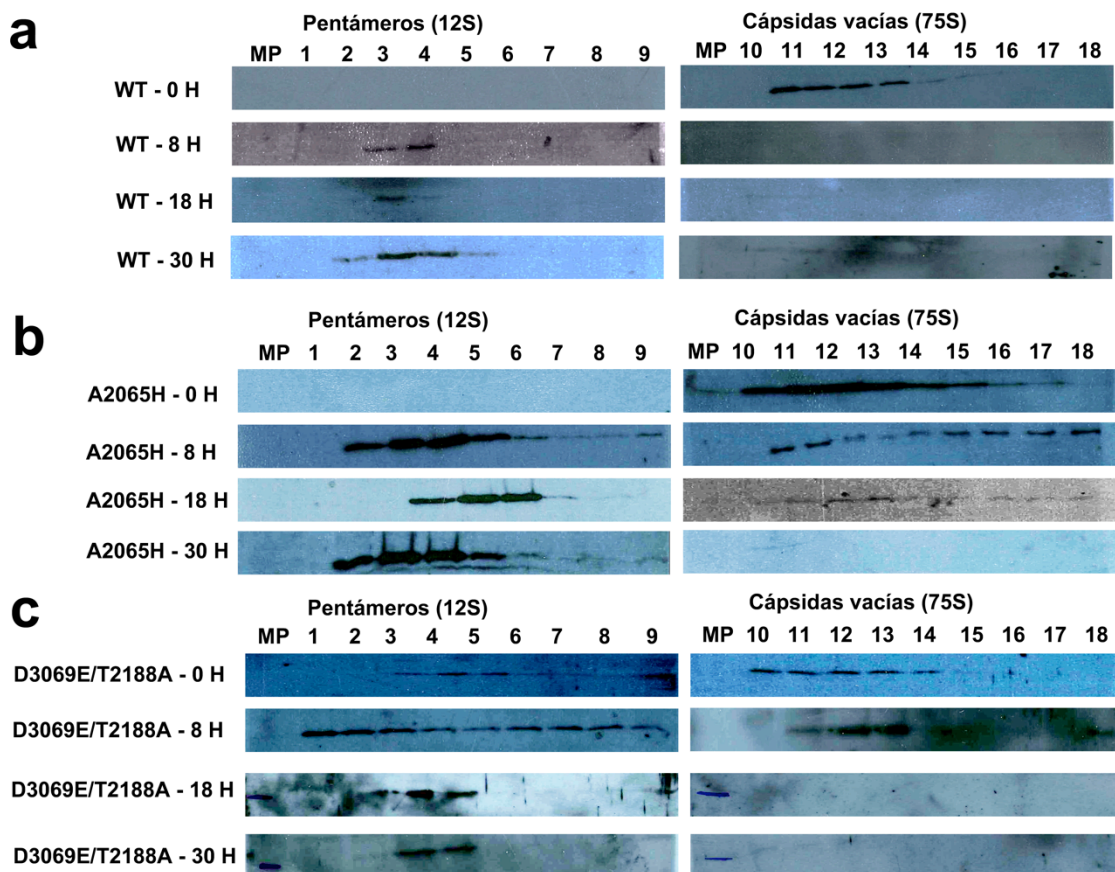 a
Pentámeros (12S) Cápsidas vacías (75S)
MP 1 2 3 4 5 6 7 8 9 MP 10 11 12 13 14 15 16 17 18
WT - 0 H
WT - 8 H
WT - 18 H
WT - 30 H
b
Pentámeros (12S) Cápsidas vacías (75S)
MP 1 2 3 4 5 6 7 8 9 MP 10 11 12 13 14 15 16 17 18
A2065H - 0 H
A2065H - 8 H
A2065H - 18 H
A2065H - 30 H
c
Pentámeros (12S) Cápsidas vacías (75S)
MP 1 2 3 4 5 6 7 8 9 MP 10 11 12 13 14 15 16 17 18
D3069E/T2188A - 0 H
D3069E/T2188A - 8 H
D3069E/T2188A - 18 H
D3069E/T2188A - 30 H